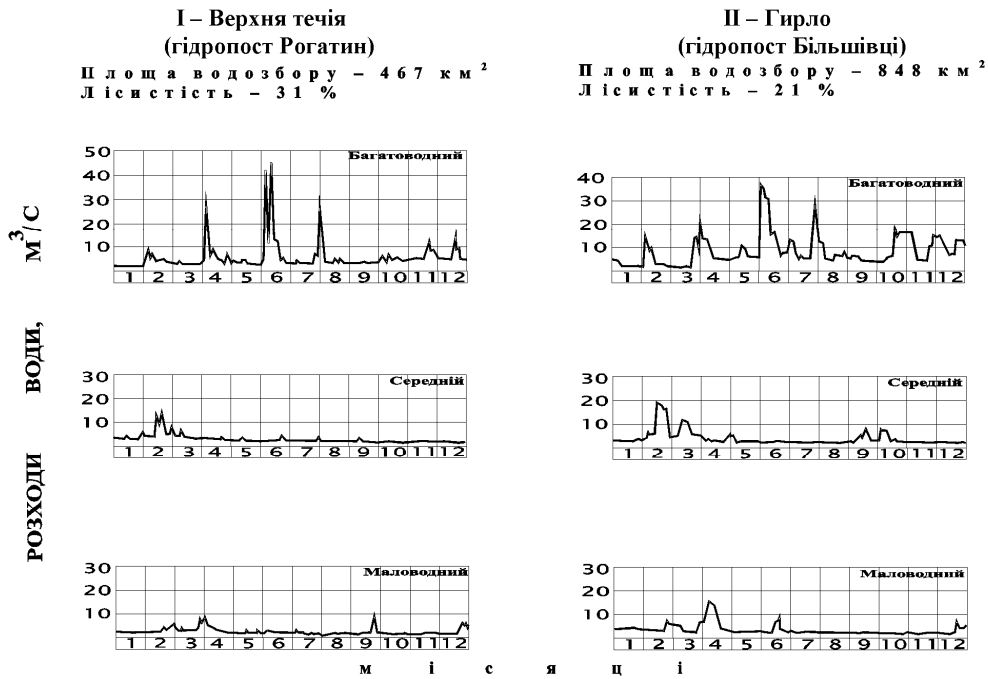 I – Верхня течія
(гідропост Рогатин)
Площа водозбору – 467 км²
Лісистість – 31 %
II – Гирло
(гідропост Більшівці)
Площа водозбору – 848 км²
Лісистість – 21 %
РОЗХОДИ ВОДИ, М³/С
Багатоводний
50
40
30
20
10
1 2 3 4 5 6 7 8 9 10 11 12
Багатоводний
40
30
20
10
1 2 3 4 5 6 7 8 9 10 11 12
Середній
30
20
10
1 2 3 4 5 6 7 8 9 10 11 12
Середній
30
20
10
1 2 3 4 5 6 7 8 9 10 11 12
Маловодний
30
20
10
1 2 3 4 5 6 7 8 9 10 11 12
Маловодний
30
20
10
1 2 3 4 5 6 7 8 9 10 11 12
місяці